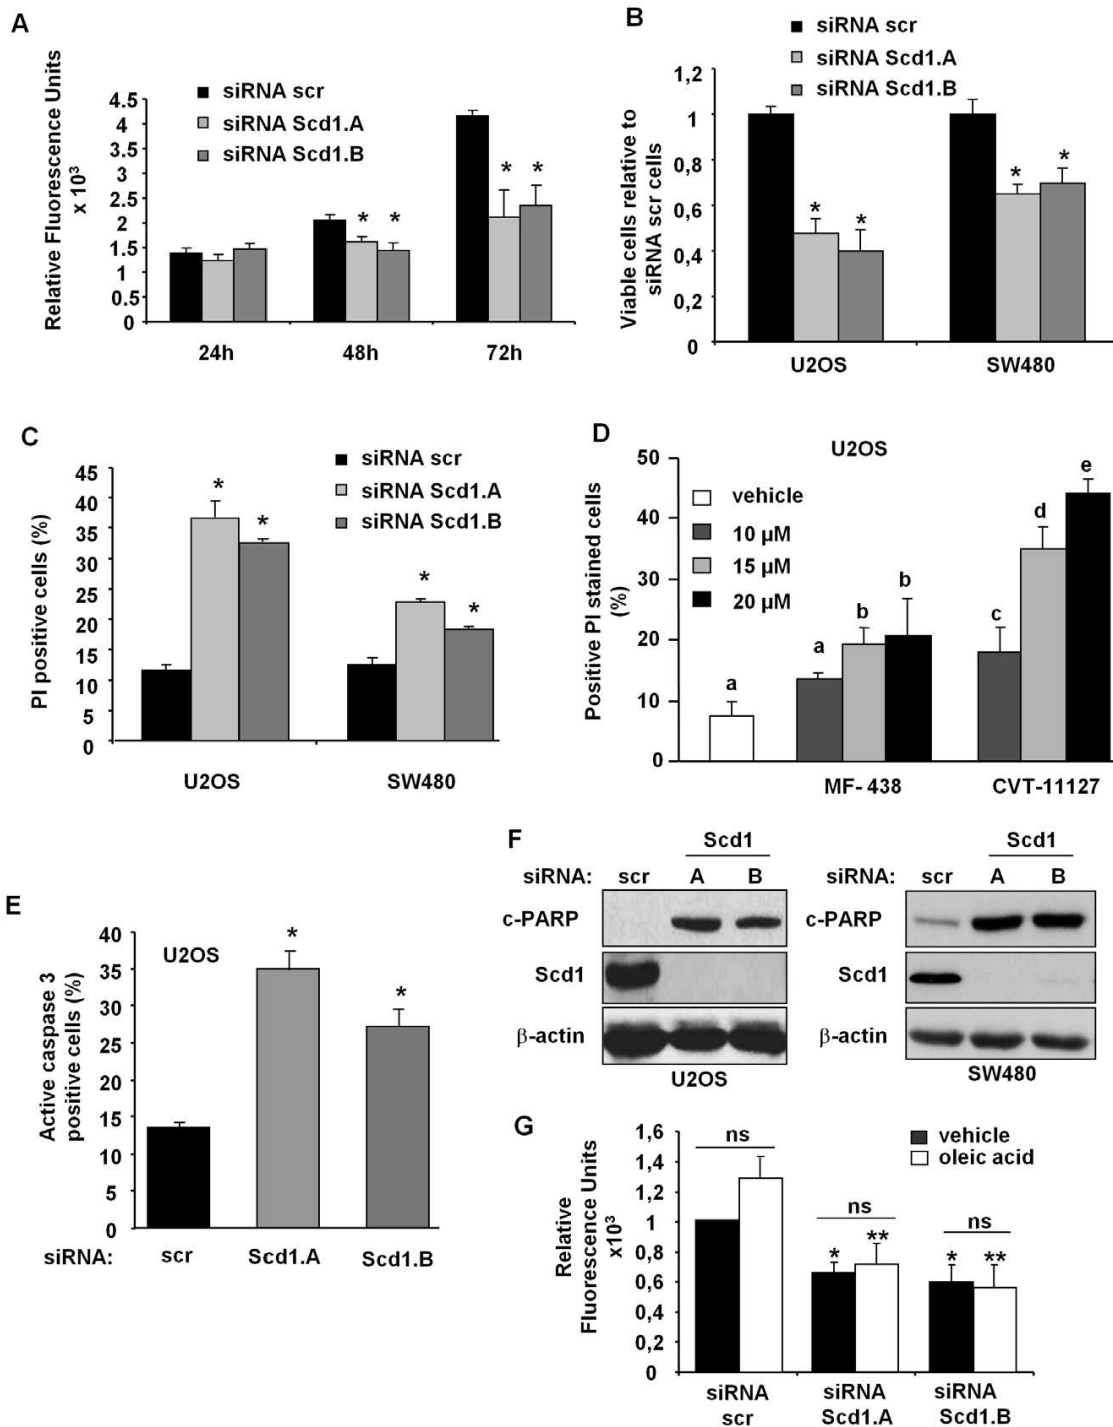 A
Relative Fluorescence Units
x 10³
4.5
4
3.5
3
2.5
2
1.5
1
0.5
0
siRNA scr
siRNA Scd1.A
siRNA Scd1.B
* *
* *
24h 48h 72h
B
siRNA scr
siRNA Scd1.A
siRNA Scd1.B
Viable cells relative to
siRNA scr cells
1,2
1
0,8
0,6
0,4
0,2
0
* *
* *
U2OS SW480
C
siRNA scr
siRNA Scd1.A
siRNA Scd1.B
PI positive cells (%)
45
40
35
30
25
20
15
10
5
0
* *
* *
U2OS SW480
D
U2OS
Positive PI stained cells
(%)
50
40
30
20
10
0
vehicle
10 µM
15 µM
20 µM
a
a b b
c d e
MF- 438 CVT-11127
E
U2OS
Active caspase 3
positive cells (%)
40
35
30
25
20
15
10
5
0
* *
siRNA: scr Scd1.A Scd1.B
F
Scd1
siRNA: scr A B
c-PARP
Scd1
β-actin
U2OS
Scd1
siRNA: scr A B
c-PARP
Scd1
β-actin
SW480
G
vehicle
oleic acid
Relative
Fluorescence Units
x10³
1,6
1,4
1,2
1
0,8
0,6
0,4
0,2
0
ns
ns
* **
ns
* **
siRNA siRNA siRNA
scr Scd1.A Scd1.B